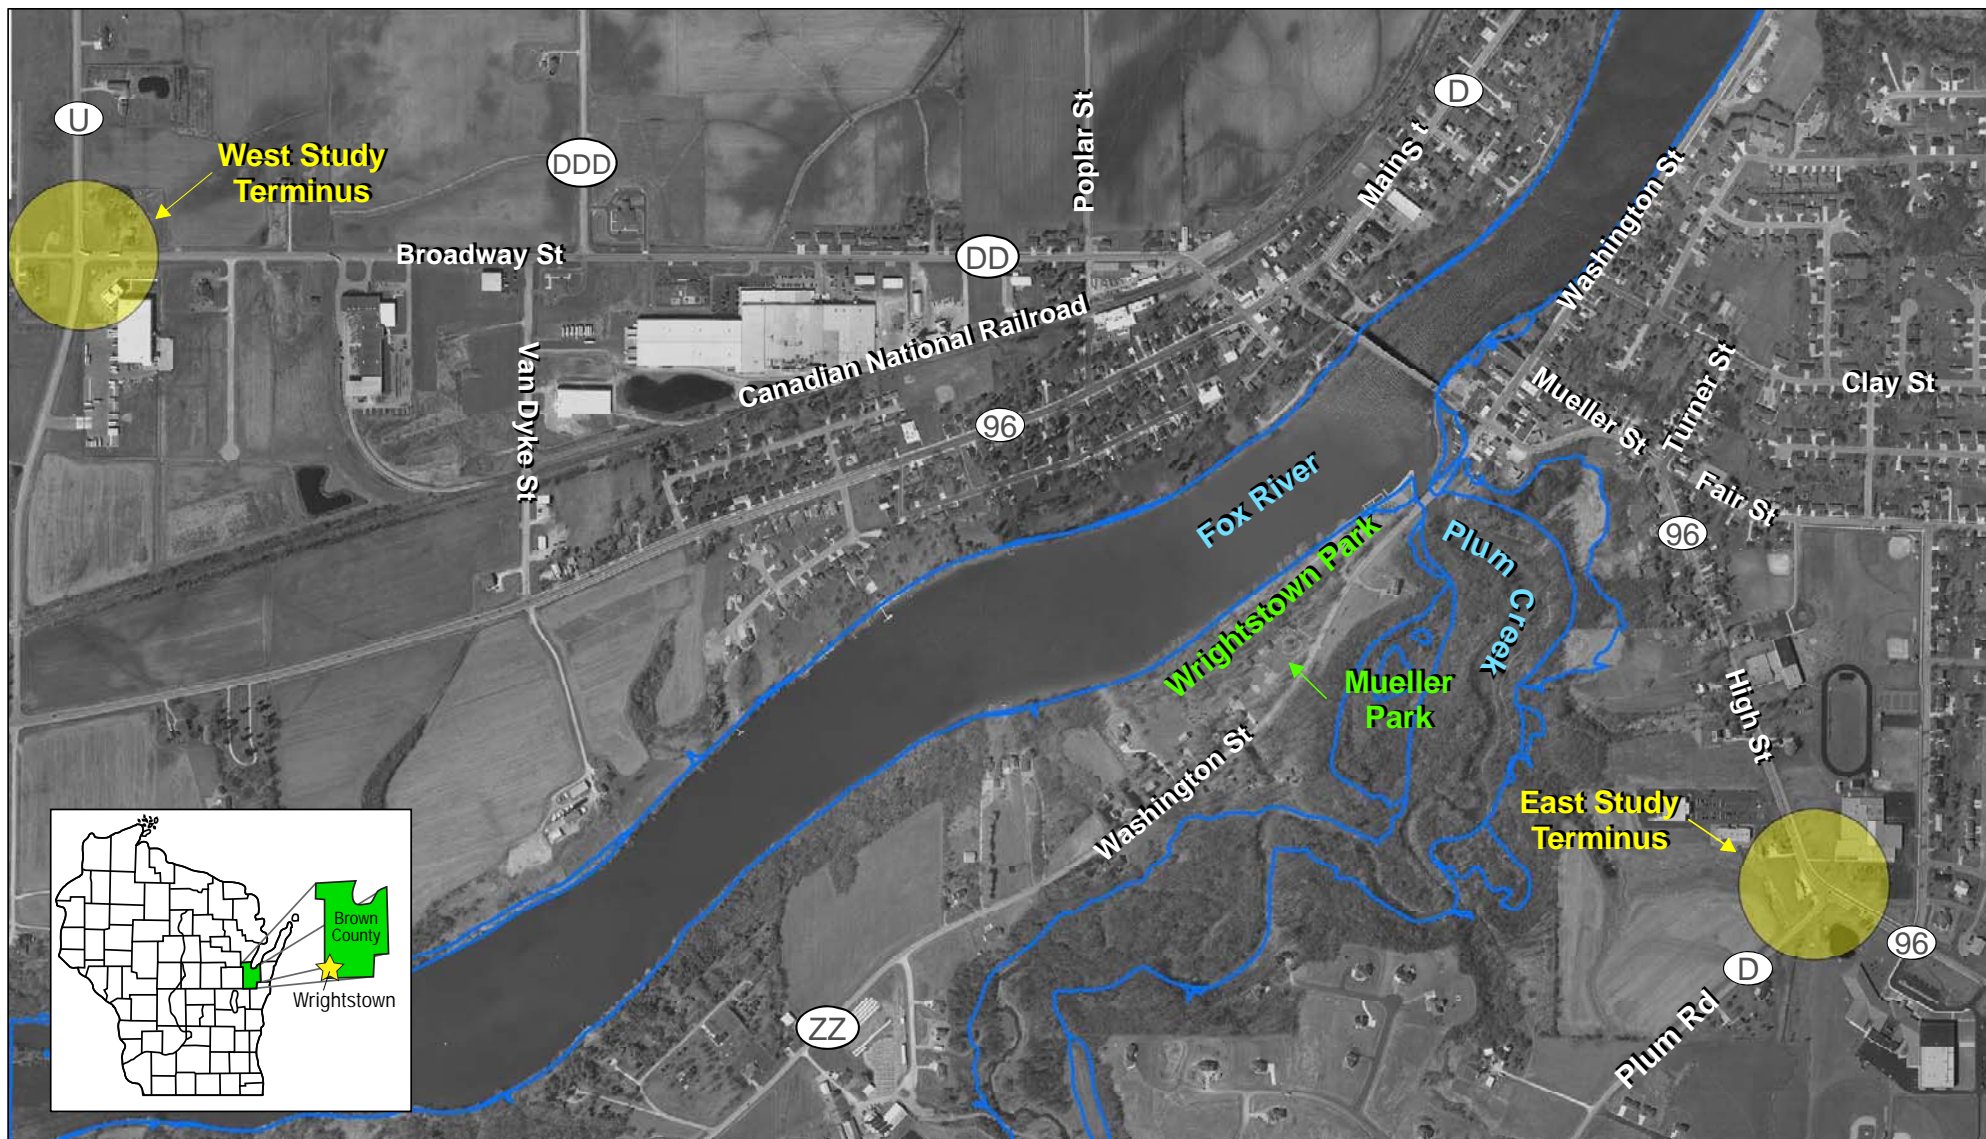 U
West Study
Terminus
DDD
Broadway St
Poplar St
DD
D
Main S t
Washington St
Van Dyke St
Canadian National Railroad
96
Mueller St
Turner St
Clay St
Fair St
96
Fox River
Plum
Creek
Wrightstown Park
Mueller
Park
High St
Washington St
East Study
Terminus
ZZ
96
D
Plum Rd
Brown
County
Wrightstown